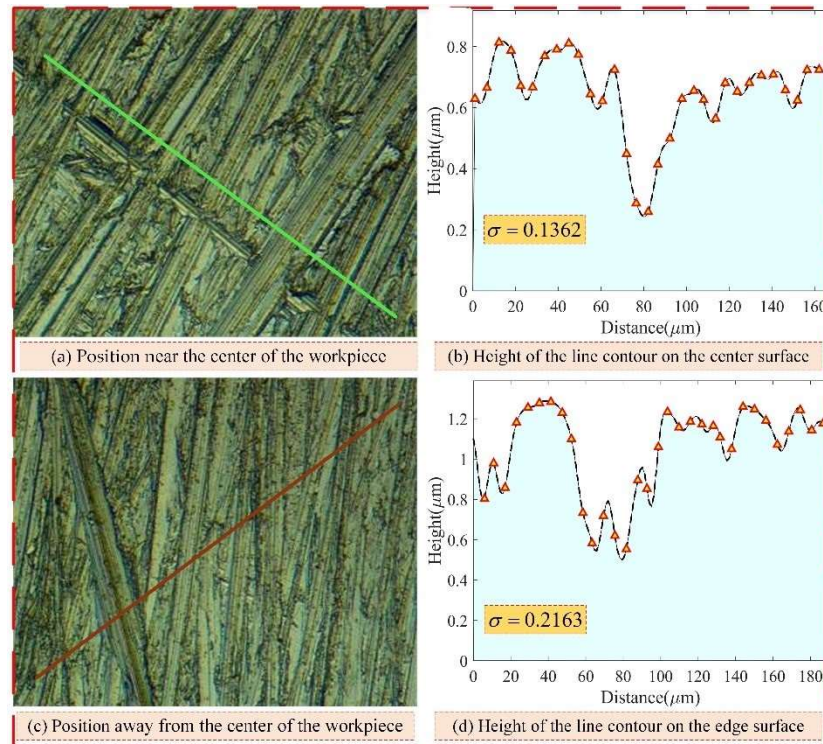 0.8
0.6
0.4
0.2
0
Height(μm)
σ = 0.1362
0 20 40 60 80 100 120 140 160
Distance(μm)
(a) Position near the center of the workpiece
(b) Height of the line contour on the center surface
1.2
1.0
0.8
0.6
0.4
0.2
0
Height(μm)
σ = 0.2163
0 20 40 60 80 100 120 140 180
Distance(μm)
(c) Position away from the center of the workpiece
(d) Height of the line contour on the edge surface